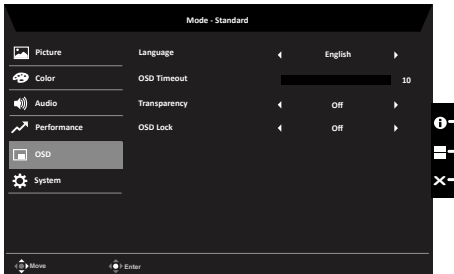 Mode - Standard
Picture
Language
English
Color
OSD Timeout
10
Audio
Transparency
Off
Performance
OSD Lock
Off
OSD
System
Move
Enter